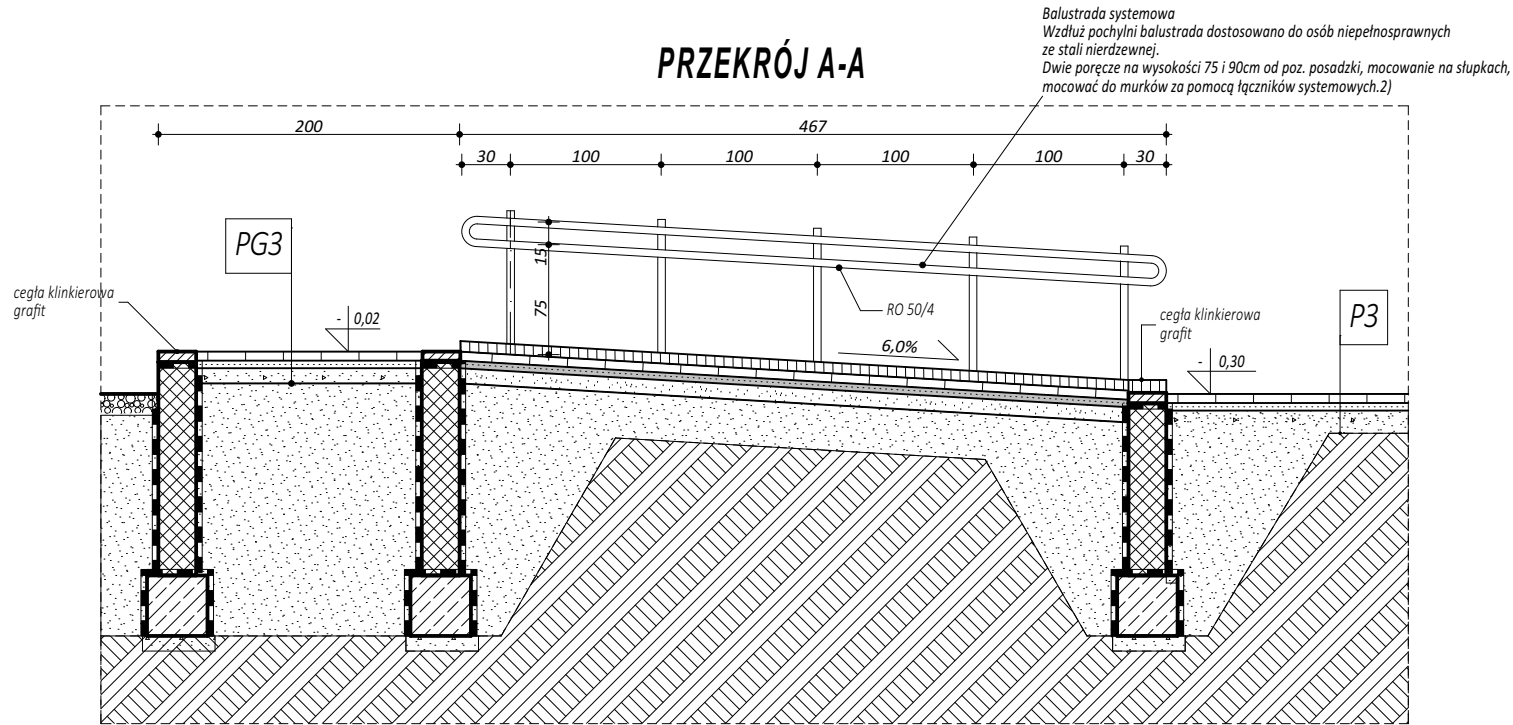 Balustrada systemowa
Wzdłuż pochylni balustrada dostosowano do osób niepełnosprawnych
ze stali nierdzewnej.
Dwie poręcze na wysokości 75 i 90cm od poz. posadzki, mocowanie na słupkach,
mocować do murków za pomocą łączników systemowych.2)
PRZEKRÓJ A-A
200
467
30
100
100
100
100
30
PG3
15
75
RO 50/4
cegła klinkierowa
grafit
- 0,02
6,0%
cegła klinkierowa
grafit
- 0,30
P3